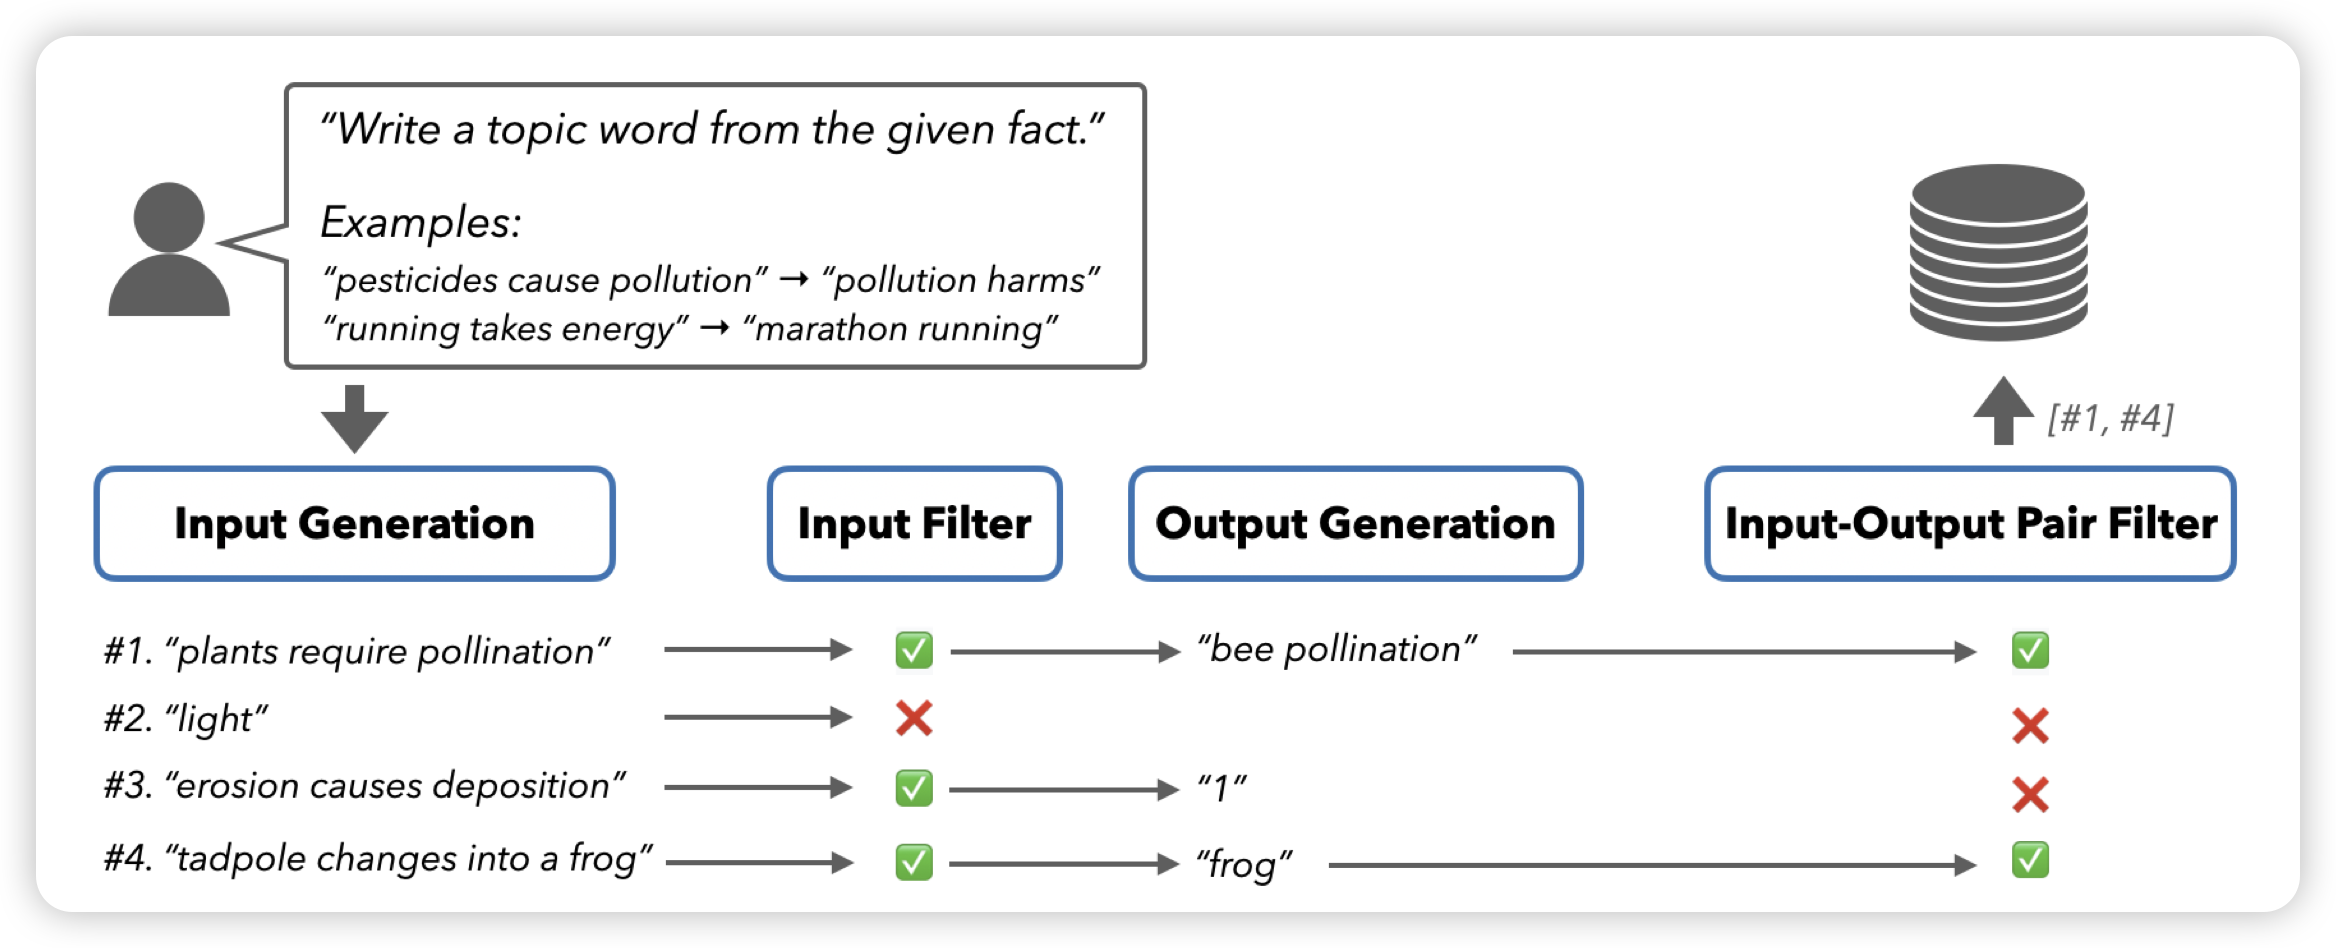 “Write a topic word from the given fact.”
Examples:
“pesticides cause pollution” → “pollution harms”
“running takes energy” → “marathon running”
[#1, #4]
Input Generation
Input Filter
Output Generation
Input-Output Pair Filter
#1. “plants require pollination”
“bee pollination”
#2. “light”
#3. “erosion causes deposition”
“1”
#4. “tadpole changes into a frog”
“frog”